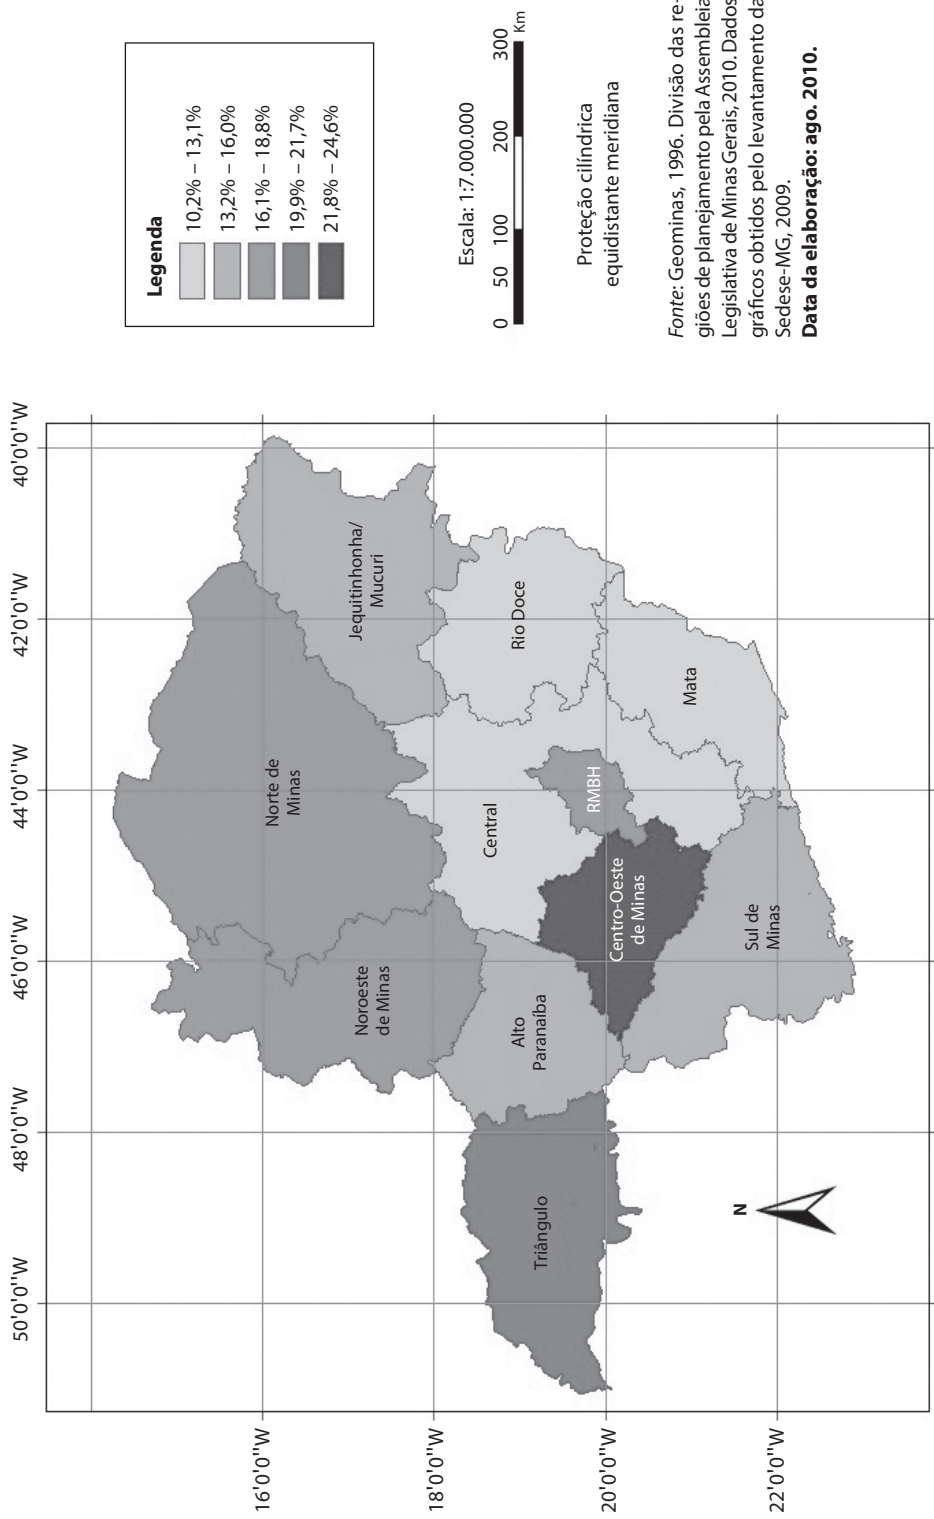 50'0'0''W
48'0'0''W
46'0'0''W
44'0'0''W
42'0'0''W
40'0'0''W
16'0'0''W
18'0'0''W
20'0'0''W
22'0'0''W
Norte de
Minas
Jequitinhonha/
Mucuri
Noroeste
de Minas
Central
Rio Doce
Alto
Paranaíba
Triângulo
RMBH
Centro-Oeste
de Minas
Mata
Sul de
Minas
N
Legenda
10,2% – 13,1%
13,2% – 16,0%
16,1% – 18,8%
19,9% – 21,7%
21,8% – 24,6%
Escala: 1:7.000.000
0 50 100 200 300
Km
Proteção cilíndrica
equidistante meridiana
Fonte: Geominas, 1996. Divisão das re-
giões de planejamento pela Assembleia
Legislativa de Minas Gerais, 2010. Dados
gráficos obtidos pelo levantamento da
Sedese-MG, 2009.
Data da elaboração: ago. 2010.